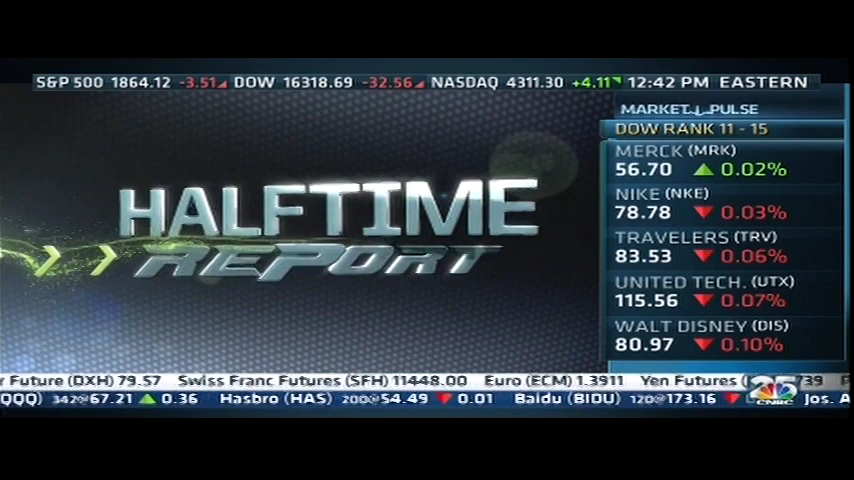 S&P 500 1864.12 -3.51 DOW 16318.69 -32.56 NASDAQ 4311.30 +4.11 12:42 PM EASTERN
MARKET PULSE
DOW RANK 11 - 15
MERCK (MRK)
56.70 0.02%
NIKE (NKE)
78.78 0.03%
TRAVELERS (TRV)
83.53 0.06%
UNITED TECH. (UTX)
115.56 0.07%
WALT DISNEY (DIS)
80.97 0.10%
HALFTIME
REPORT
r Future (DXH) 79.57 Swiss Franc Futures (SFH) 11448.00 Euro (ECM) 1.3911 Yen Futures 739
QQQ) 342@67.21 0.36 Hasbro (HAS) 200@54.49 0.01 Baidu (BIDU) 120@173.16 Jos. A
25
CNBC